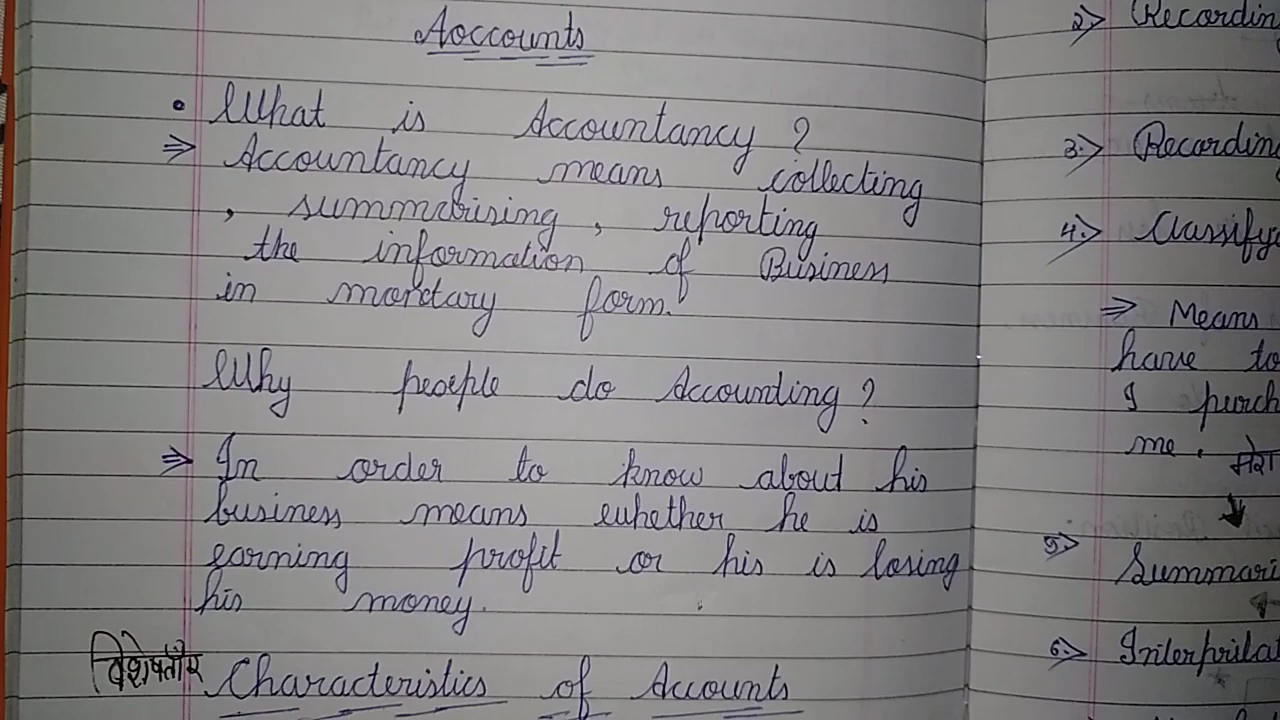 Aoccounts
• What is Accountancy ?
⇒ Accountancy means collecting
, summarising , reporting
the information of Business
in monetary form.
Why people do Accounting ?
⇒ In order to know about his
business means whether he is
earning profit or his is losing
his money.
विशेषताएँ Characteristics of Accounts
2> Recordin
3.> Recordin
4.> Classify
⇒ Means
have to
I purch
me . मेरा
5> Summari
6.> Interprita